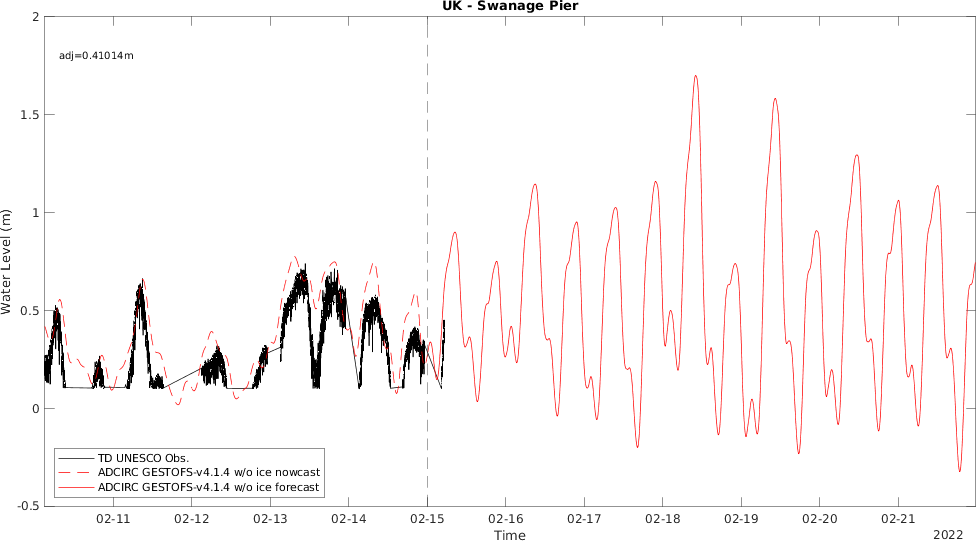 UK - Swanage Pier
2
adj=0.41014m
1.5
1
Water Level (m)
0.5
0
TD UNESCO Obs.
ADCIRC GESTOFS-v4.1.4 w/o ice nowcast
ADCIRC GESTOFS-v4.1.4 w/o ice forecast
-0.5
02-11 02-12 02-13 02-14 02-15 02-16 02-17 02-18 02-19 02-20 02-21
Time
2022